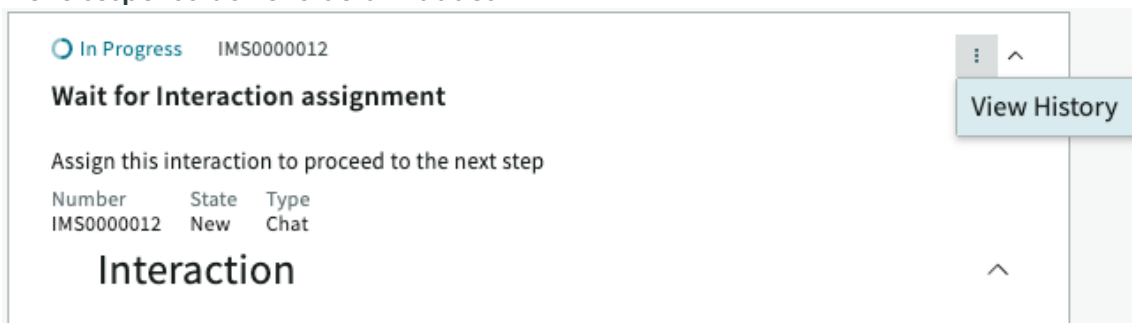 In Progress IMS0000012
Wait for Interaction assignment
View History
Assign this interaction to proceed to the next step
Number State Type
IMS0000012 New Chat
Interaction